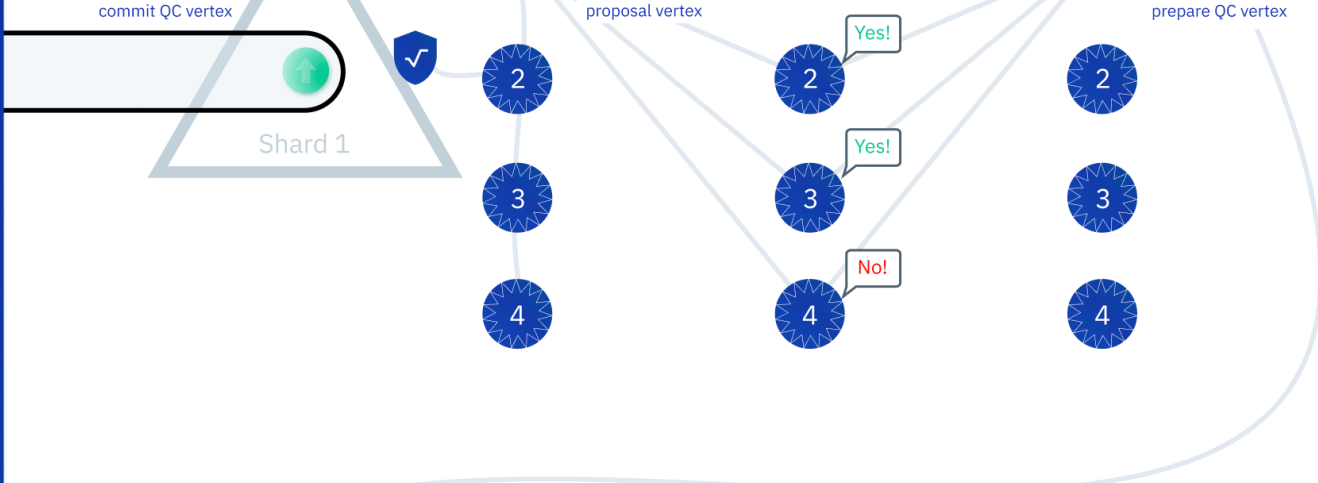 commit QC vertex
proposal vertex
prepare QC vertex
Yes!
2
2
2
Shard 1
Yes!
3
3
3
No!
4
4
4